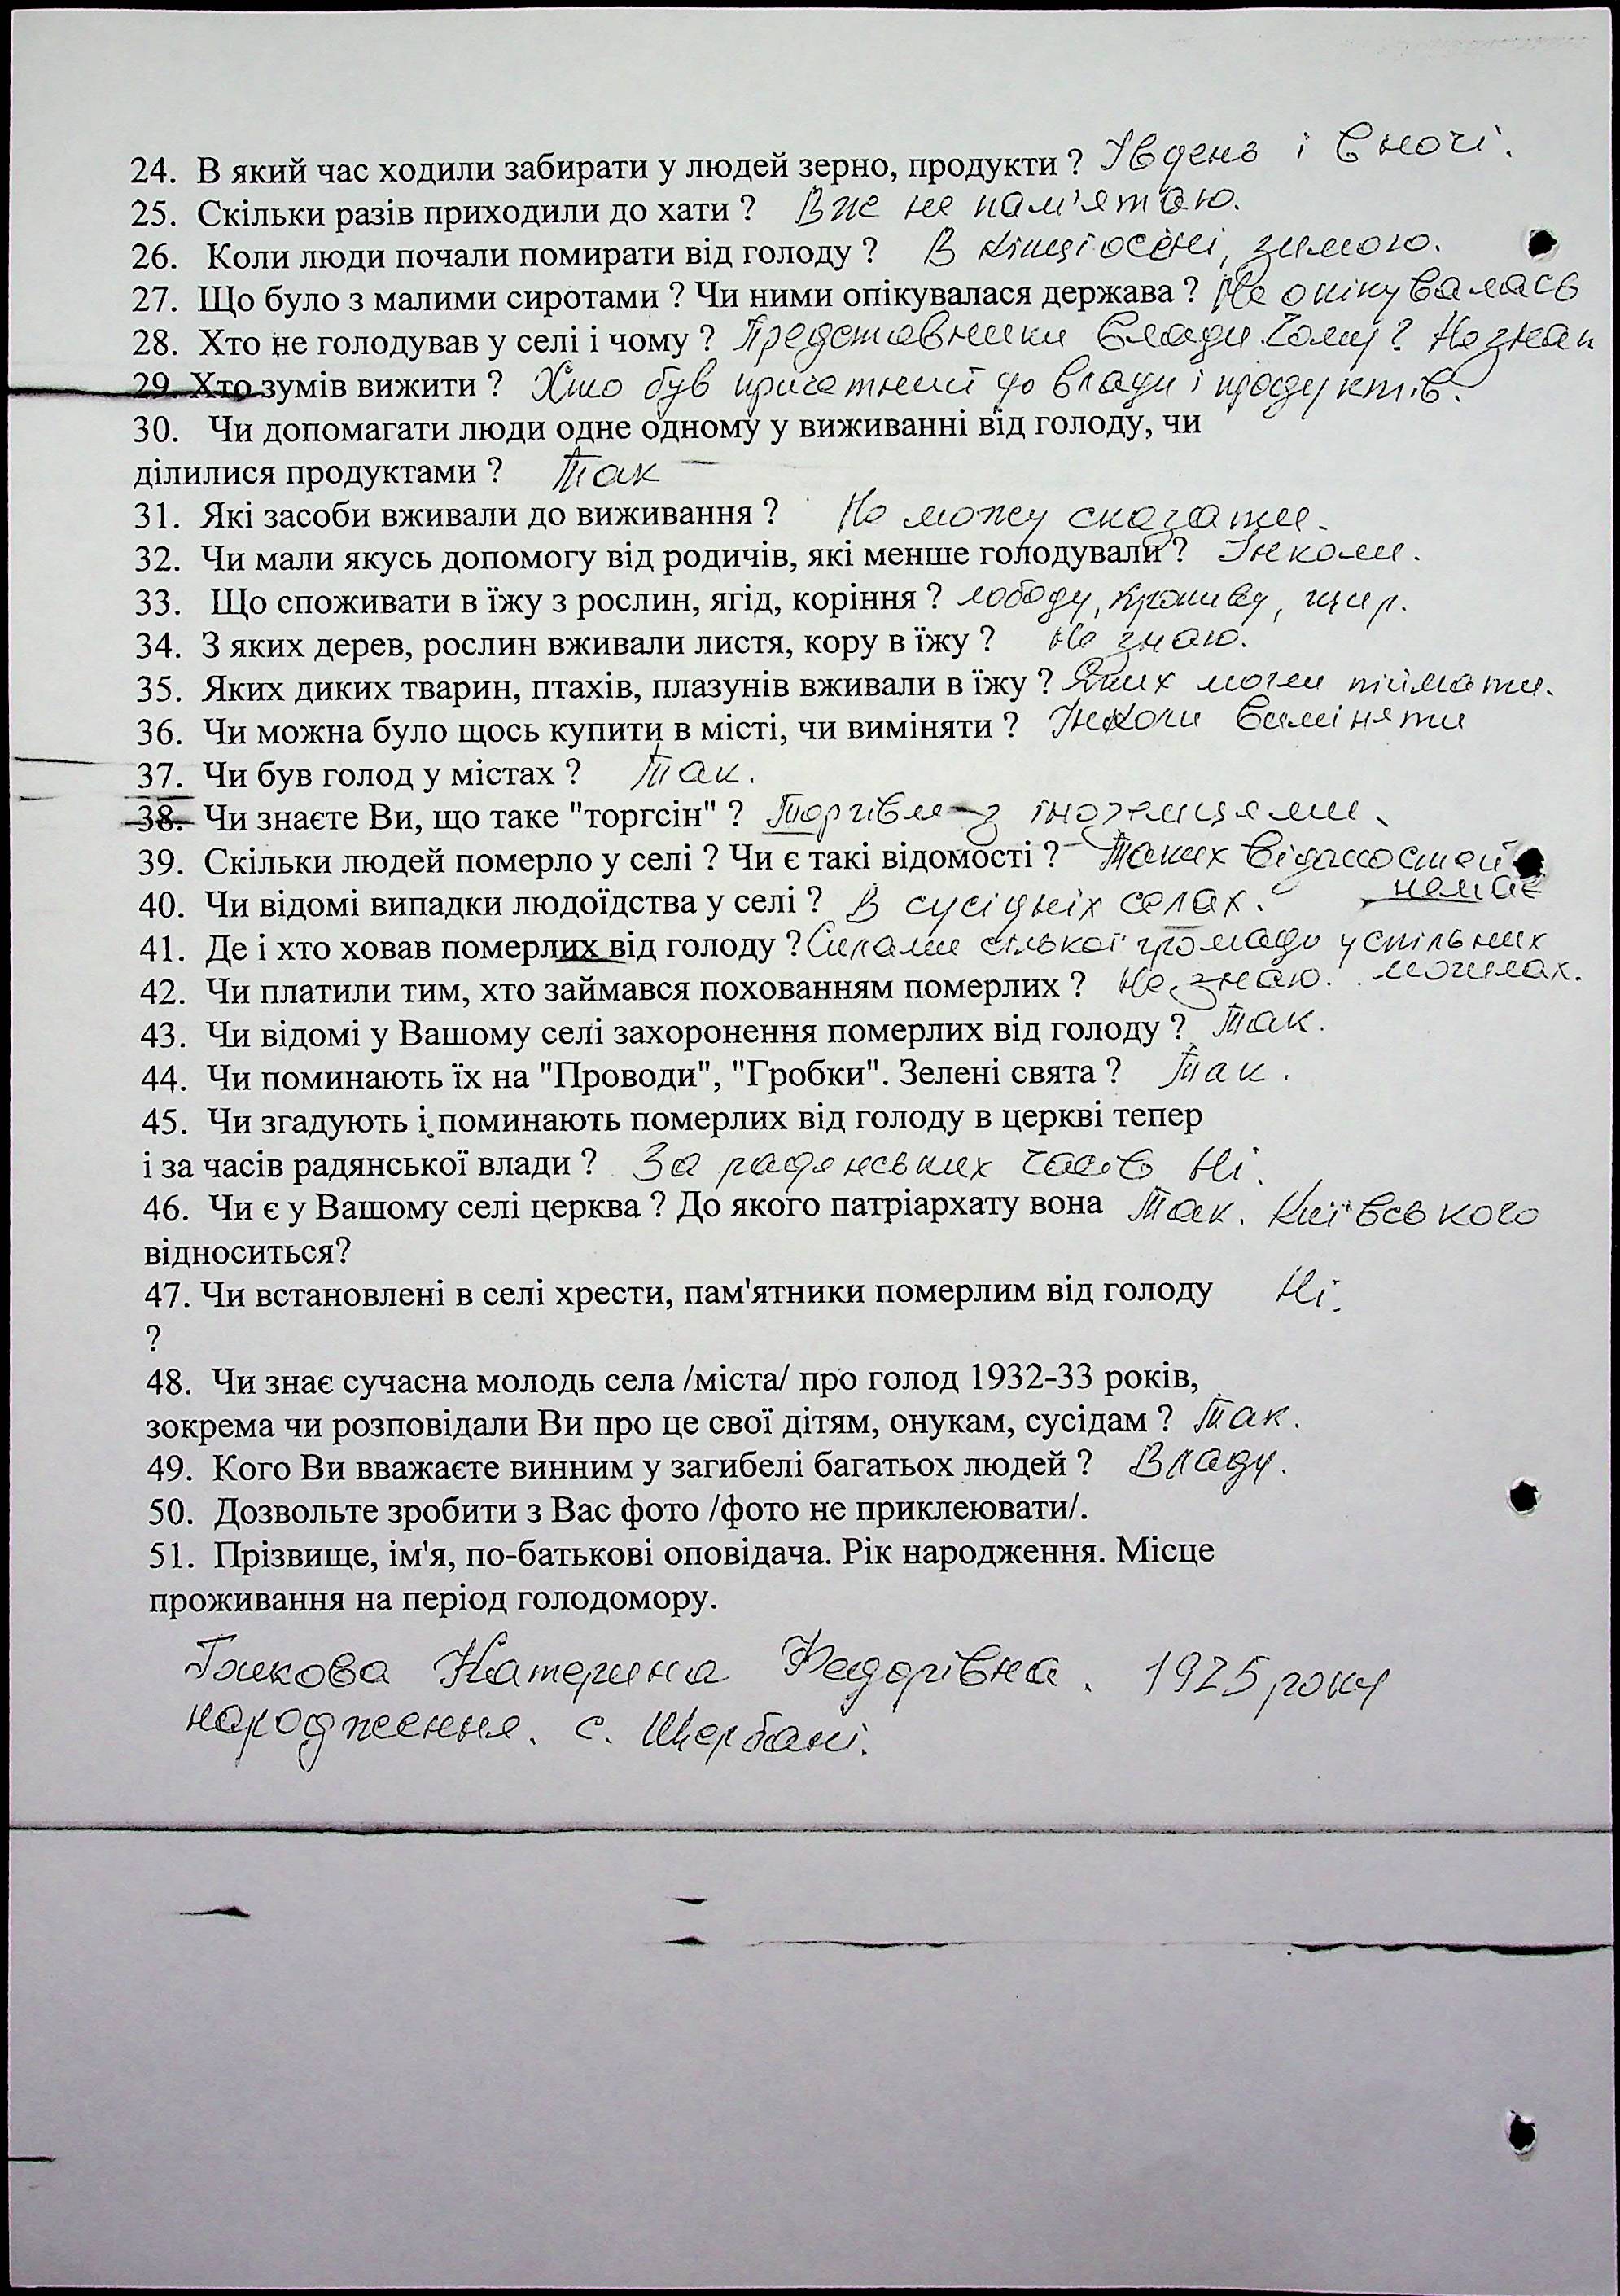 24. В який час ходили забирати у людей зерно, продукти ? Івдень і вночі.
25. Скільки разів приходили до хати ? Вже не пам'ятаю.
26. Коли люди почали помирати від голоду ? В кінці осені, зимою.
27. Що було з малими сиротами ? Чи ними опікувалася держава ? Не опікувалась
28. Хто не голодував у селі і чому ? Представники влади. Чому? Не знаю
29. Хто зумів вижити ? Хто був причетний до влади і продуктів.
30. Чи допомагати люди одне одному у виживанні від голоду, чи
ділилися продуктами ? Так
31. Які засоби вживали до виживання ? Не можу сказати.
32. Чи мали якусь допомогу від родичів, які менше голодували ? Інколи.
33. Що споживати в їжу з рослин, ягід, коріння ? лободу, кропиву, щир.
34. З яких дерев, рослин вживали листя, кору в їжу ? Не знаю.
35. Яких диких тварин, птахів, плазунів вживали в їжу ? Яких могли піймати.
36. Чи можна було щось купити в місті, чи виміняти ? Інколи виміняти
37. Чи був голод у містах ? Так.
38. Чи знаєте Ви, що таке "торгсін" ? Торгівля з іноземцями.
39. Скільки людей померло у селі ? Чи є такі відомості ? Таких відомостей
немає
40. Чи відомі випадки людоїдства у селі ? В сусідніх селах.
41. Де і хто ховав померлих від голоду ? Силами сілької громади у спільних
могилах.
42. Чи платили тим, хто займався похованням померлих ? Не знаю.
43. Чи відомі у Вашому селі захоронення померлих від голоду ? Так.
44. Чи поминають їх на "Проводи", "Гробки". Зелені свята ? Так.
45. Чи згадують і поминають померлих від голоду в церкві тепер
і за часів радянської влади ? За радянських часів ні.
46. Чи є у Вашому селі церква ? До якого патріархату вона Так. Київського
відноситься?
47. Чи встановлені в селі хрести, пам'ятники померлим від голоду Ні.
?
48. Чи знає сучасна молодь села /міста/ про голод 1932-33 років,
зокрема чи розповідали Ви про це свої дітям, онукам, сусідам ? Так.
49. Кого Ви вважаєте винним у загибелі багатьох людей ? Владу.
50. Дозвольте зробити з Вас фото /фото не приклеювати/.
51. Прізвище, ім'я, по-батькові оповідача. Рік народження. Місце
проживання на період голодомору.
Катерина Федорівна. 1925 року
народження. с. Щербані.